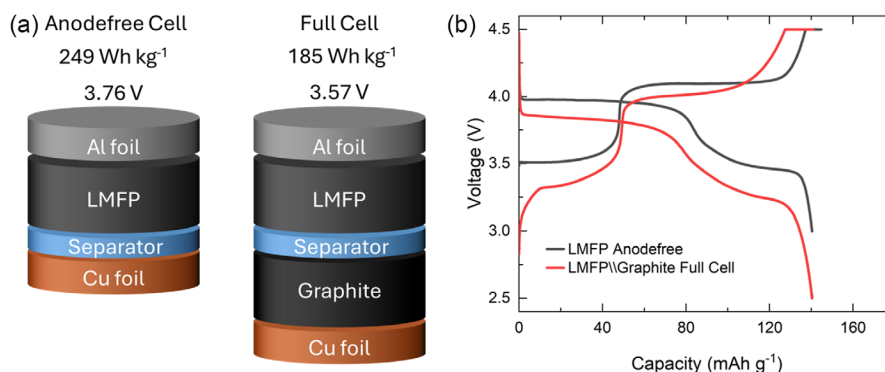 (a) Anodefree Cell
249 Wh kg⁻¹
3.76 V
Al foil
LMFP
Separator
Cu foil
Full Cell
185 Wh kg⁻¹
3.57 V
Al foil
LMFP
Separator
Graphite
Cu foil
(b)
Voltage (V)
4.5
4.0
3.5
3.0
2.5
LMFP Anodefree
LMFP\\Graphite Full Cell
0 40 80 120 160
Capacity (mAh g⁻¹)